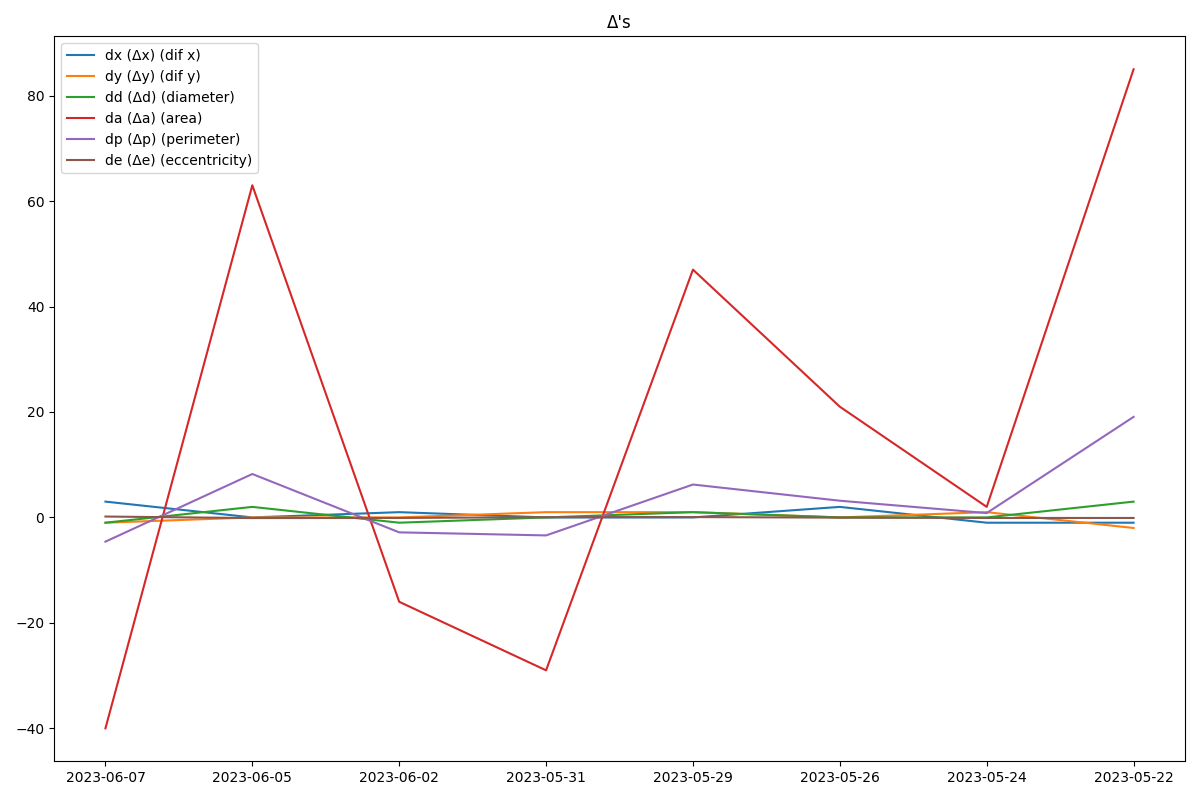 Δ's
dx (Δx) (dif x)
dy (Δy) (dif y)
dd (Δd) (diameter)
da (Δa) (area)
dp (Δp) (perimeter)
de (Δe) (eccentricity)
80
60
40
20
0
−20
−40
2023-06-07 2023-06-05 2023-06-02 2023-05-31 2023-05-29 2023-05-26 2023-05-24 2023-05-22